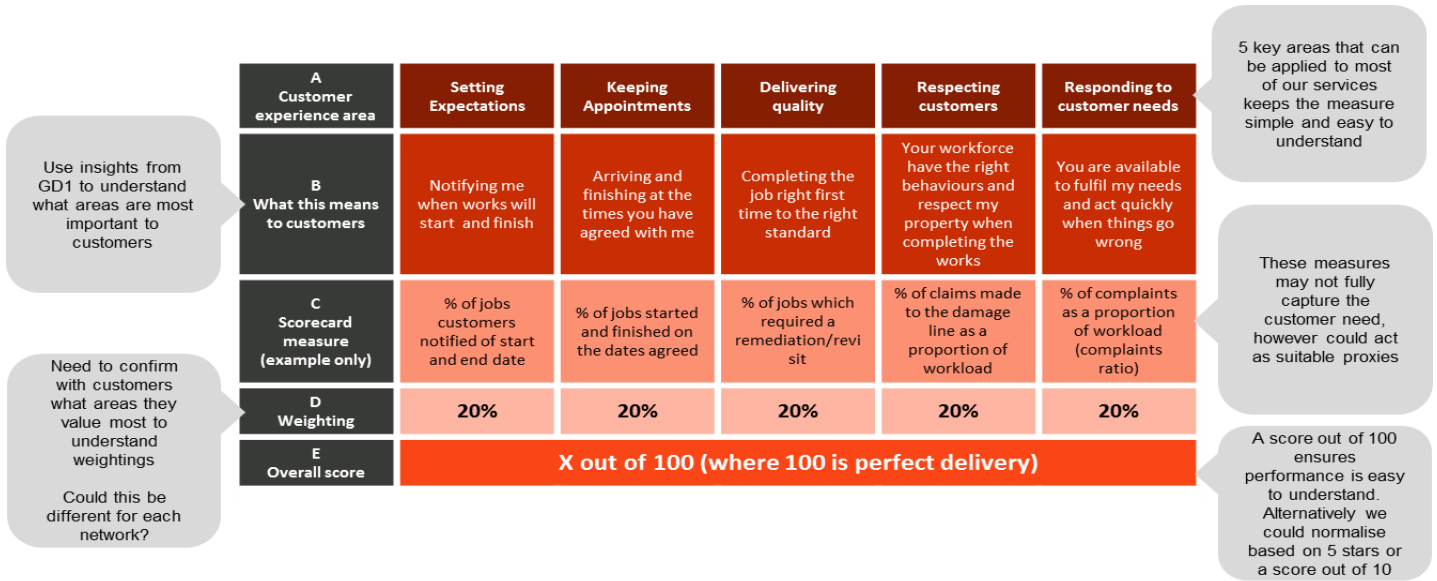 A
Customer
experience area
Setting
Expectations
Keeping
Appointments
Delivering
quality
Respecting
customers
Responding to
customer needs
B
What this means
to customers
Notifying me
when works will
start and finish
Arriving and
finishing at the
times you have
agreed with me
Completing the
job right first
time to the right
standard
Your workforce
have the right
behaviours and
respect my
property when
completing the
works
You are available
to fulfil my needs
and act quickly
when things go
wrong
C
Scorecard
measure
(example only)
% of jobs
customers
notified of start
and end date
% of jobs started
and finished on
the dates agreed
% of jobs which
required a
remediation/revi
sit
% of claims made
to the damage
line as a
proportion of
workload
% of complaints
as a proportion
of workload
(complaints
ratio)
D
Weighting
20%
20%
20%
20%
20%
E
Overall score
X out of 100 (where 100 is perfect delivery)
Use insights from
GD1 to understand
what areas are most
important to
customers
Need to confirm
with customers
what areas they
value most to
understand
weightings
Could this be
different for each
network?
5 key areas that can
be applied to most
of our services
keeps the measure
simple and easy to
understand
These measures
may not fully
capture the
customer need,
however could act
as suitable proxies
A score out of 100
ensures
performance is easy
to understand.
Alternatively we
could normalise
based on 5 stars or
a score out of 10